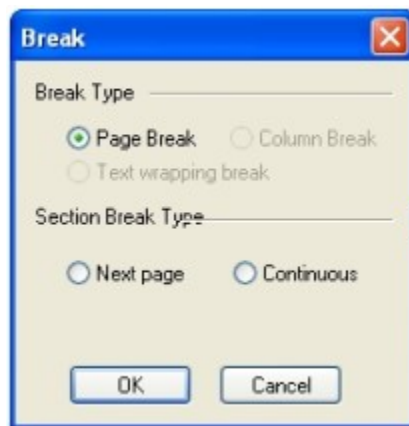 Break
Break Type
Page Break Column Break
Text wrapping break
Section Break Type
Next page Continuous
OK Cancel